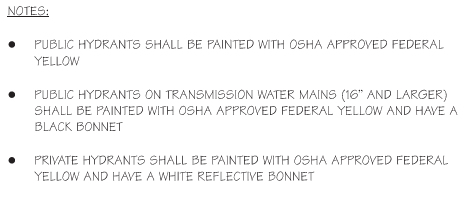 NOTES:
● PUBLIC HYDRANTS SHALL BE PAINTED WITH OSHA APPROVED FEDERAL
YELLOW
● PUBLIC HYDRANTS ON TRANSMISSION WATER MAINS (16" AND LARGER)
SHALL BE PAINTED WITH OSHA APPROVED FEDERAL YELLOW AND HAVE A
BLACK BONNET
● PRIVATE HYDRANTS SHALL BE PAINTED WITH OSHA APPROVED FEDERAL
YELLOW AND HAVE A WHITE REFLECTIVE BONNET